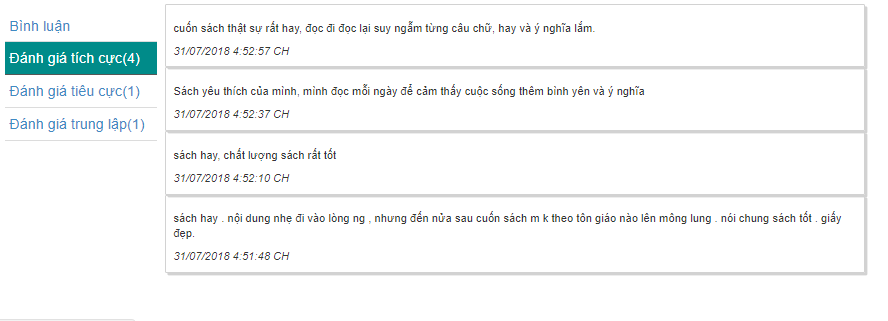 Bình luận
Đánh giá tích cực(4)
Đánh giá tiêu cực(1)
Đánh giá trung lập(1)
cuốn sách thật sự rất hay, đọc đi đọc lại suy ngẫm từng câu chữ, hay và ý nghĩa lắm.
31/07/2018 4:52:57 CH
Sách yêu thích của mình, mình đọc mỗi ngày để cảm thấy cuộc sống thêm bình yên và ý nghĩa
31/07/2018 4:52:37 CH
sách hay, chất lượng sách rất tốt
31/07/2018 4:52:10 CH
sách hay . nội dung nhẹ đi vào lòng ng , nhưng đến nửa sau cuốn sách m k theo tôn giáo nào lên mông lung . nói chung sách tốt . giấy
đẹp.
31/07/2018 4:51:48 CH